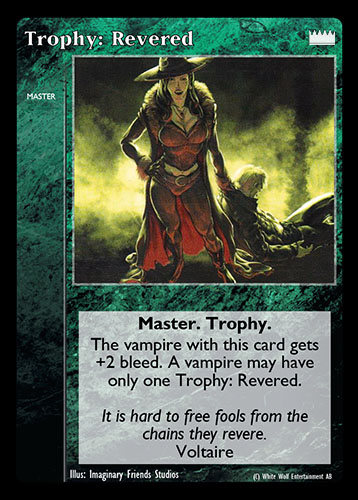 Trophy: Revered
MASTER
Master. Trophy.
The vampire with this card gets
+2 bleed. A vampire may have
only one Trophy: Revered.
It is hard to free fools from the
chains they revere.
Voltaire
Illus: Imaginary Friends Studios
(C) White Wolf Entertainment AB